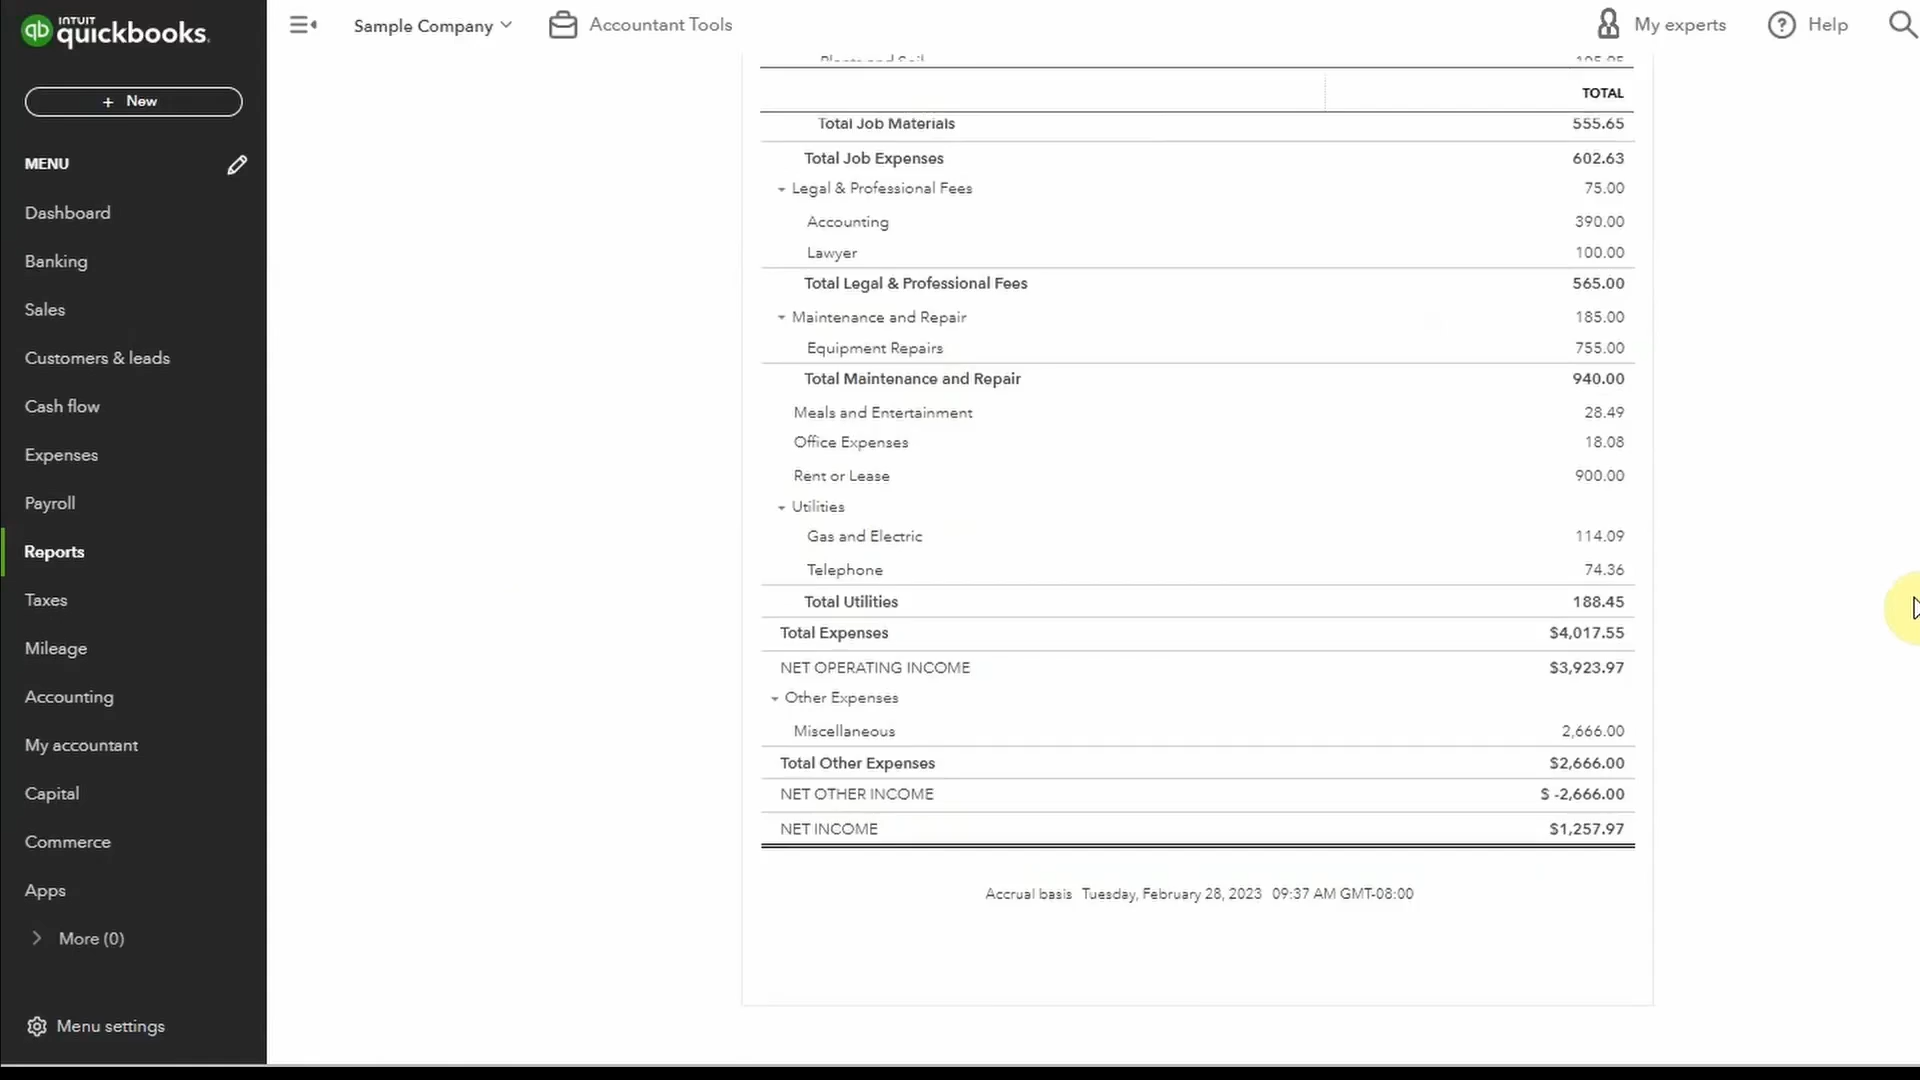 INTUIT
quickbooks.
Sample Company
Accountant Tools
My experts
Help
+ New
MENU
Dashboard
Banking
Sales
Customers & leads
Cash flow
Expenses
Payroll
Reports
Taxes
Mileage
Accounting
My accountant
Capital
Commerce
Apps
More (0)
Menu settings
Plants and Soil
TOTAL
Total Job Materials 555.65
Total Job Expenses 602.63
Legal & Professional Fees 75.00
Accounting 390.00
Lawyer 100.00
Total Legal & Professional Fees 565.00
Maintenance and Repair 185.00
Equipment Repairs 755.00
Total Maintenance and Repair 940.00
Meals and Entertainment 28.49
Office Expenses 18.08
Rent or Lease 900.00
Utilities
Gas and Electric 114.09
Telephone 74.36
Total Utilities 188.45
Total Expenses $4,017.55
NET OPERATING INCOME $3,923.97
Other Expenses
Miscellaneous 2,666.00
Total Other Expenses $2,666.00
NET OTHER INCOME $ -2,666.00
NET INCOME $1,257.97
Accrual basis Tuesday, February 28, 2023 09:37 AM GMT-08:00